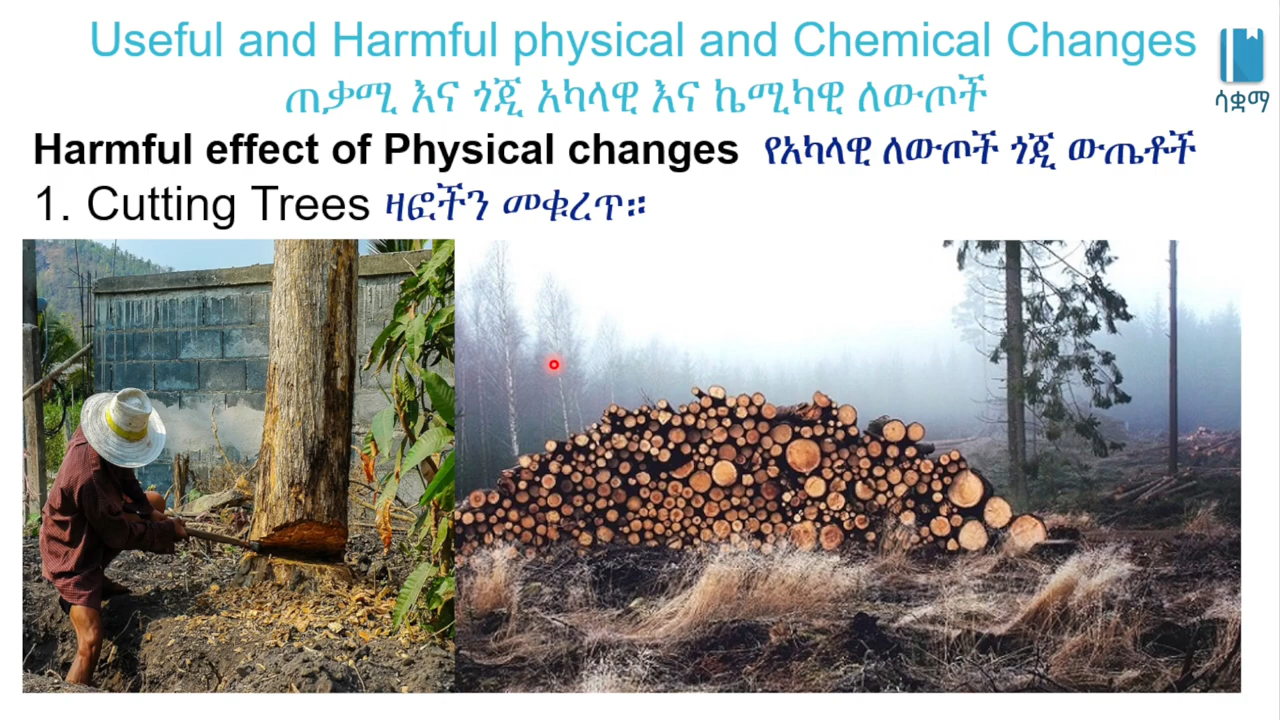 Useful and Harmful physical and Chemical Changes
ጠቃሚ እና ጎጂ አካላዊ እና ኬሚካዊ ለውጦች
ሳቋማ
Harmful effect of Physical changes የአካላዊ ለውጦች ጎጂ ውጤቶች
1. Cutting Trees ዛፎችን መቁረጥ።